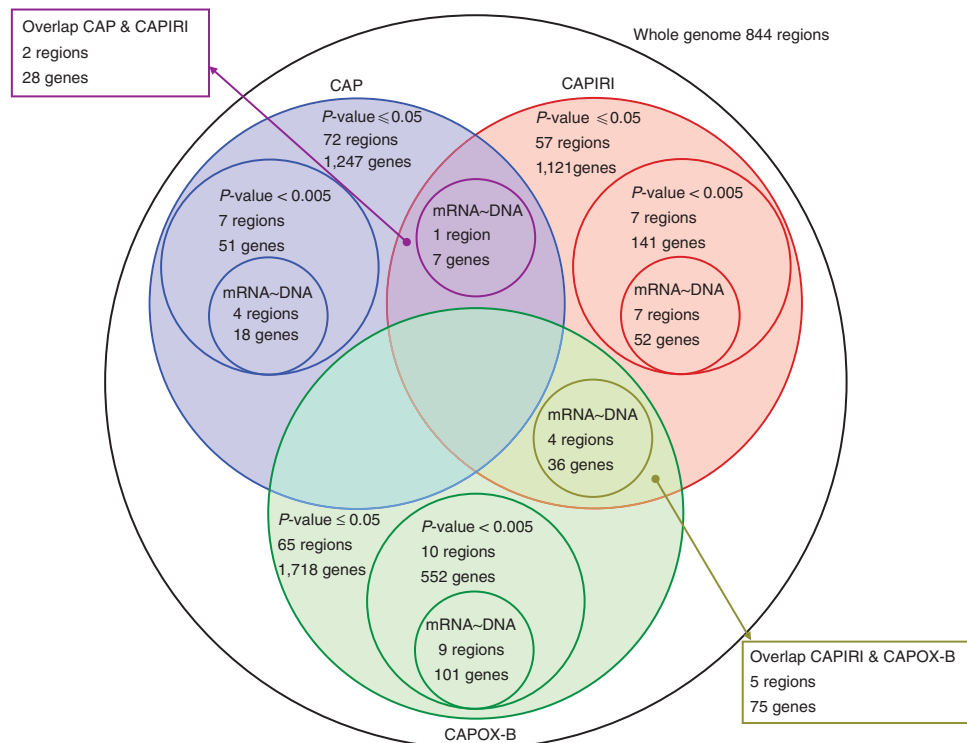 Overlap CAP & CAPIRI
2 regions
28 genes
Whole genome 844 regions
CAP
P-value ⩽ 0.05
72 regions
1,247 genes
P-value < 0.005
7 regions
51 genes
mRNA~DNA
4 regions
18 genes
mRNA~DNA
1 region
7 genes
CAPIRI
P-value ⩽ 0.05
57 regions
1,121genes
P-value < 0.005
7 regions
141 genes
mRNA~DNA
7 regions
52 genes
mRNA~DNA
4 regions
36 genes
P-value ≤ 0.05
65 regions
1,718 genes
P-value < 0.005
10 regions
552 genes
mRNA~DNA
9 regions
101 genes
CAPOX-B
Overlap CAPIRI & CAPOX-B
5 regions
75 genes